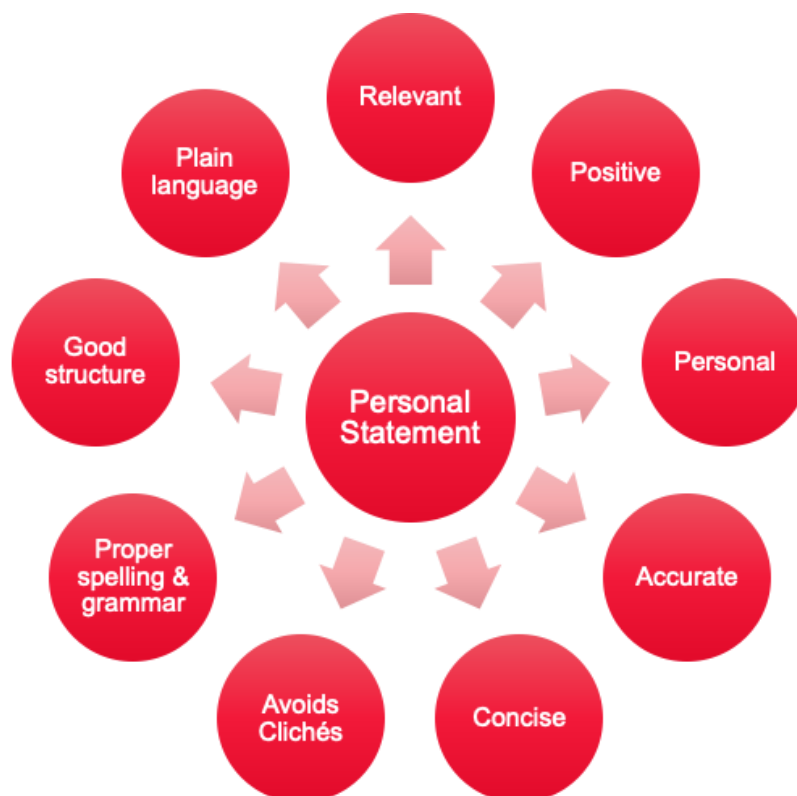 Relevant
Positive
Personal
Accurate
Concise
Avoids
Clichés
Proper
spelling &
grammar
Good
structure
Plain
language
Personal
Statement